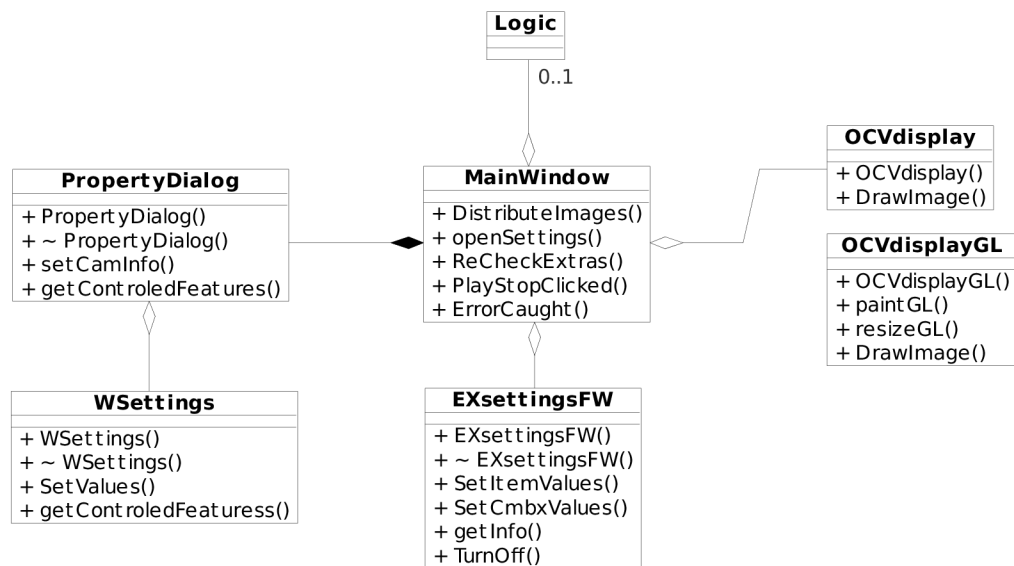 Logic
0..1
PropertyDialog
+ PropertyDialog()
+ ~ PropertyDialog()
+ setCamInfo()
+ getControledFeatures()
MainWindow
+ DistributeImages()
+ openSettings()
+ ReCheckExtras()
+ PlayStopClicked()
+ ErrorCaught()
OCVdisplay
+ OCVdisplay()
+ DrawImage()
OCVdisplayGL
+ OCVdisplayGL()
+ paintGL()
+ resizeGL()
+ DrawImage()
WSettings
+ WSettings()
+ ~ WSettings()
+ SetValues()
+ getControledFeaturess()
EXsettingsFW
+ EXsettingsFW()
+ ~ EXsettingsFW()
+ SetItemValues()
+ SetCmbxValues()
+ getInfo()
+ TurnOff()